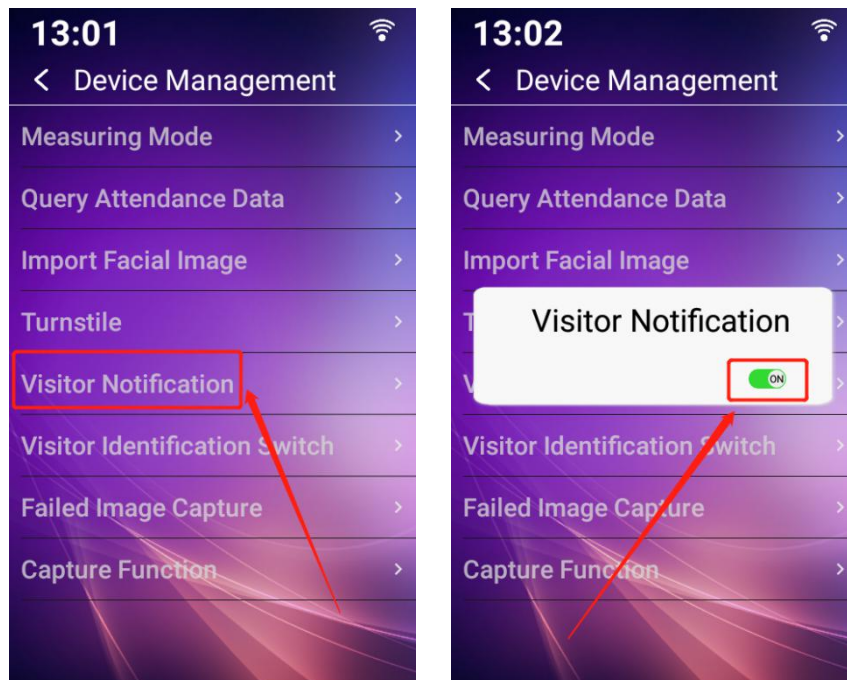 13:01
< Device Management
Measuring Mode >
Query Attendance Data >
Import Facial Image >
Turnstile >
Visitor Notification >
Visitor Identification Switch >
Failed Image Capture >
Capture Function >
13:02
< Device Management
Measuring Mode >
Query Attendance Data >
Import Facial Image >
T
Visitor Notification
V
ON
Visitor Identification Switch >
Failed Image Capture >
Capture Function >